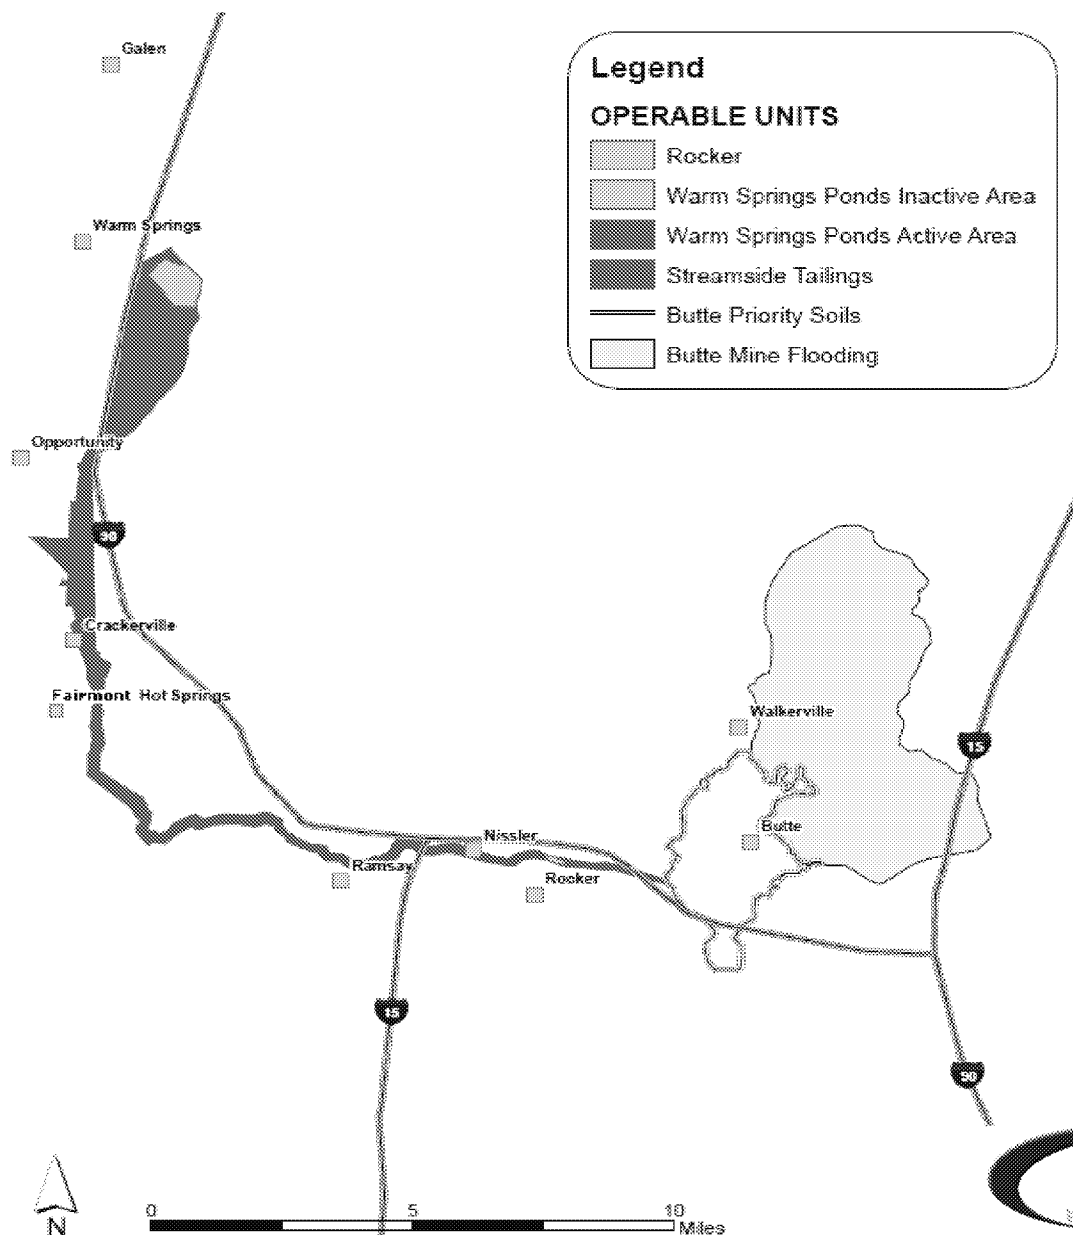 Galen
Legend
OPERABLE UNITS
Rocker
Warm Springs Ponds Inactive Area
Warm Springs Ponds Active Area
Streamside Tailings
Butte Priority Soils
Butte Mine Flooding
Warm Springs
Opportunity
90
Crackerville
Fairmont Hot Springs
Walkerville
15
Butte
Nissler
Ramsay
Rocker
15
90
N
0 5 10
Miles